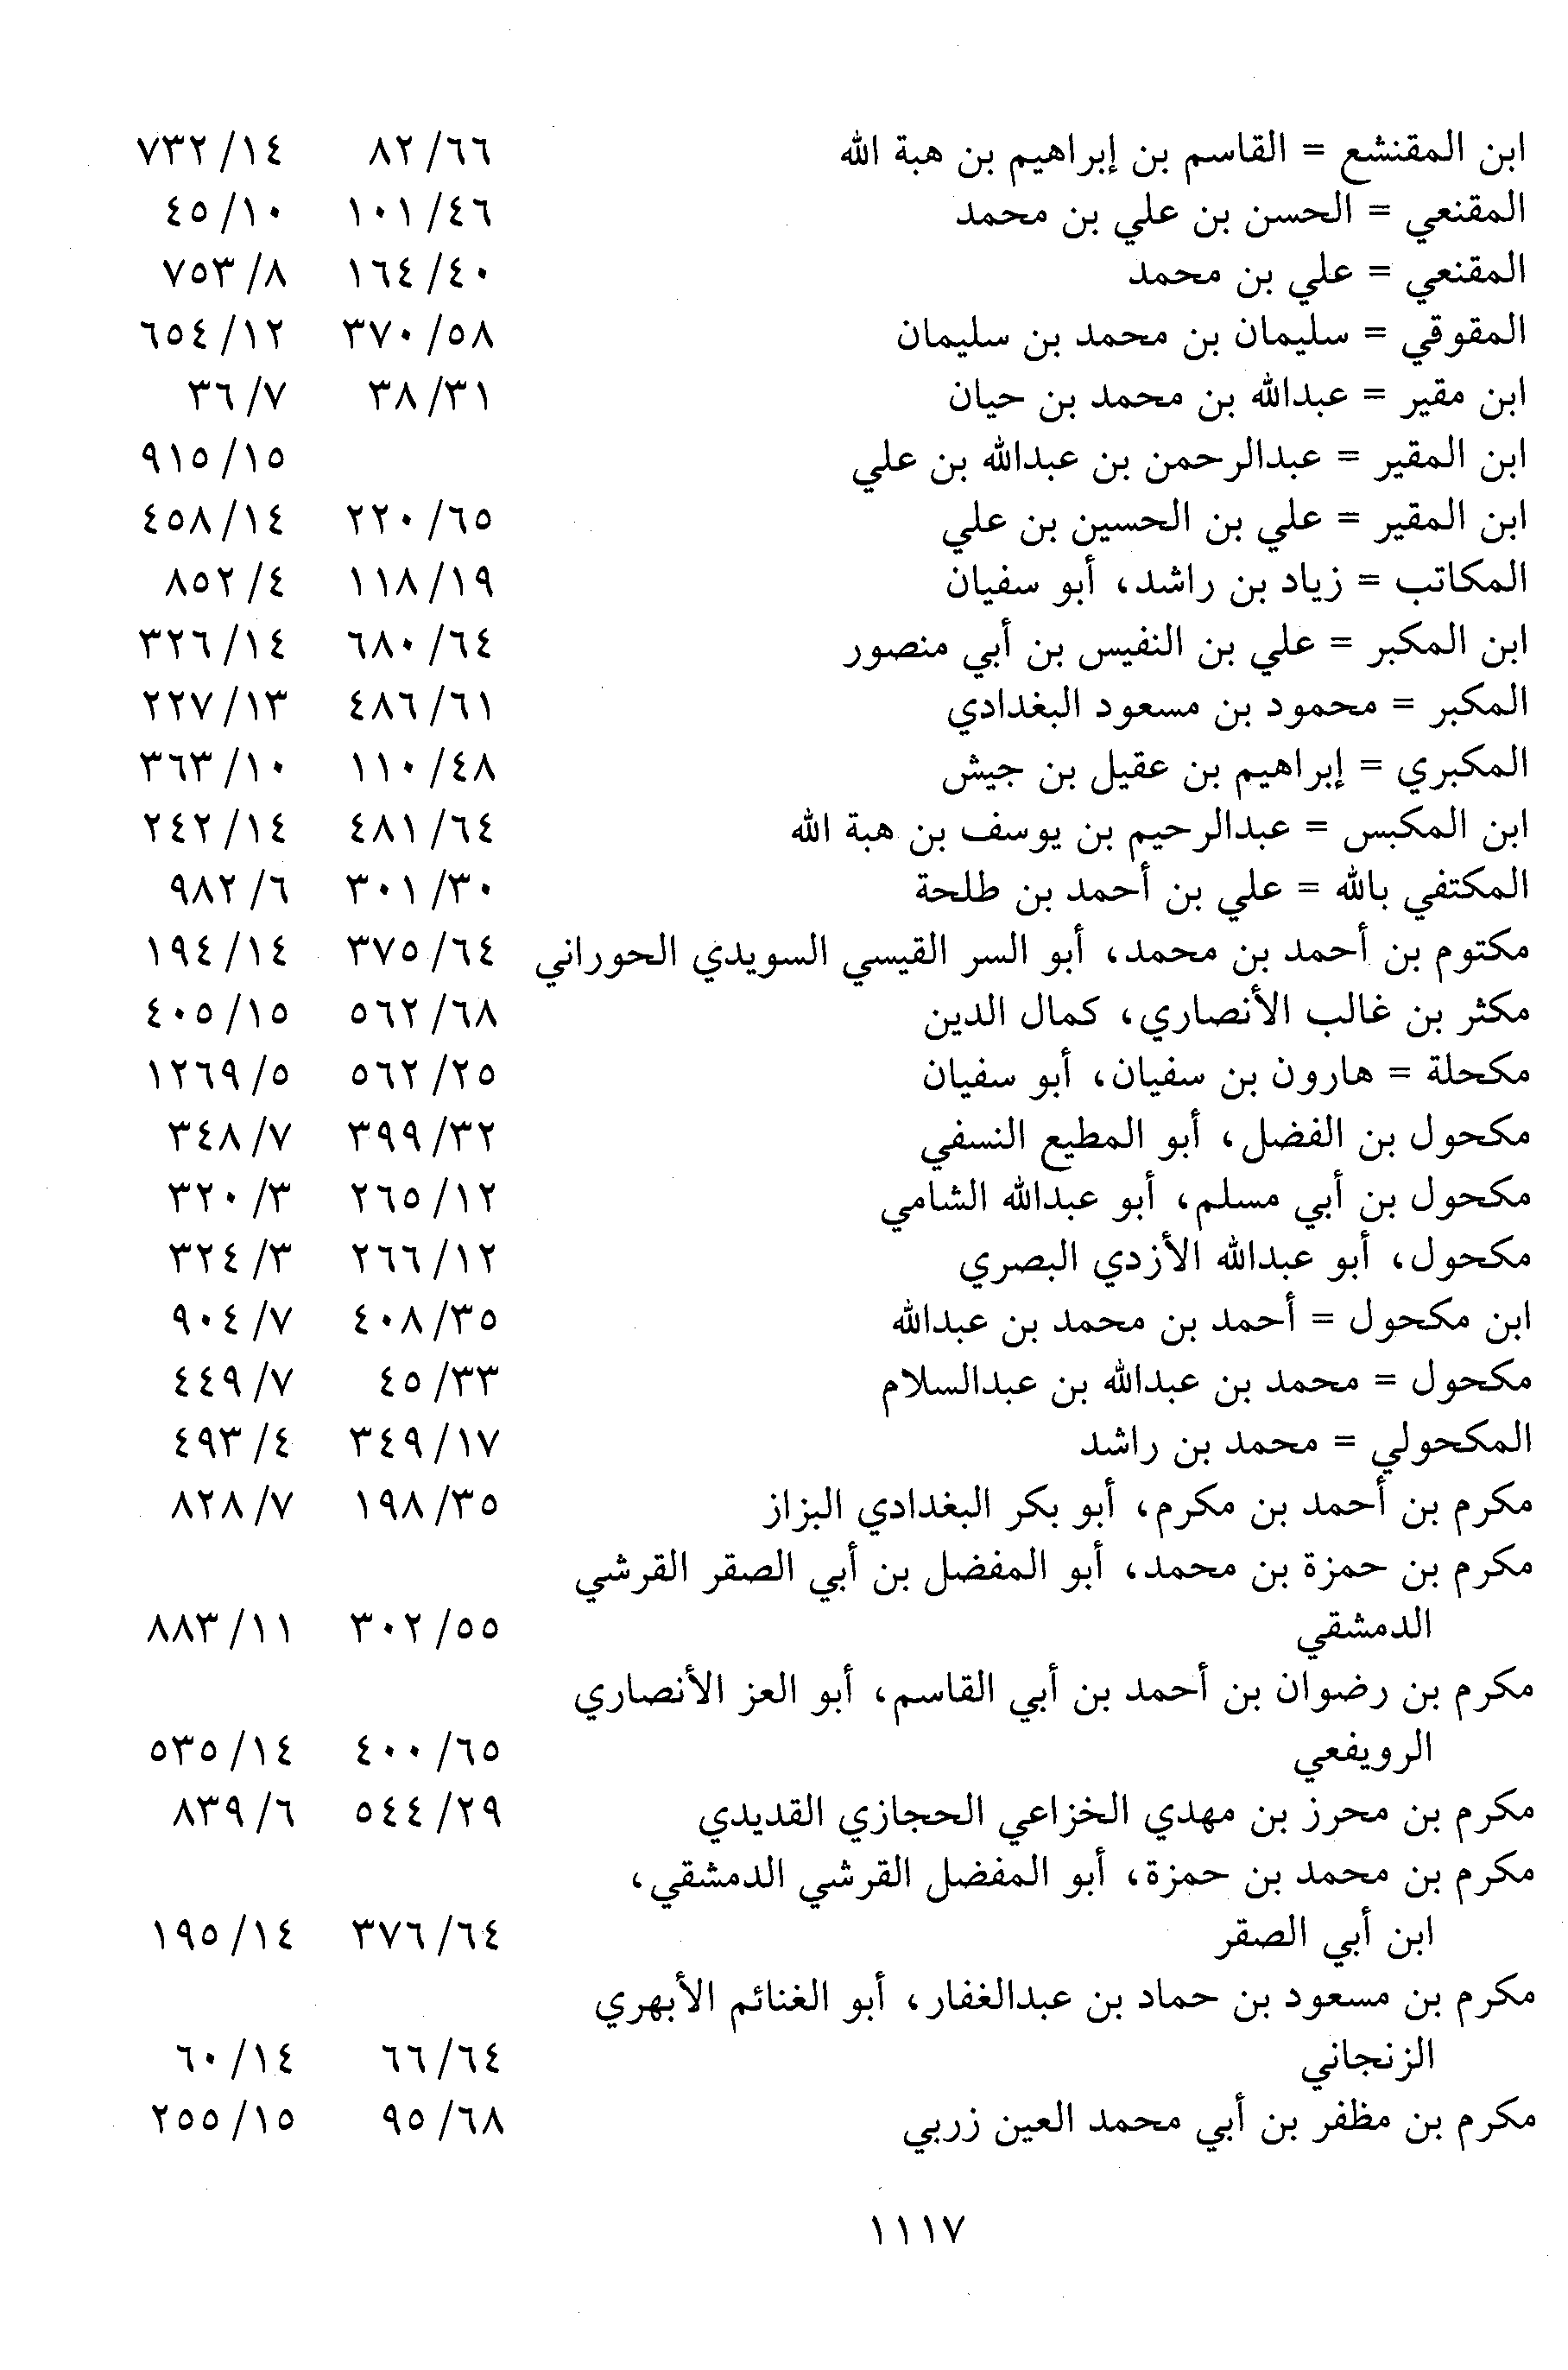 ابن المقنشع = القاسم بن إبراهيم بن هبة الله ٦٦/ ٨٢ ١٤/ ٧٣٢
المقنعي = الحسن بن علي بن محمد ٤٦/ ١٠١ ١٠/ ٤٥
المقنعي = علي بن محمد ٤٠/ ١٦٤ ٨/ ٧٥٣
المقوقي = سليمان بن محمد بن سليمان ٥٨/ ٣٧٠ ١٢/ ٦٥٤
ابن مقير = عبدالله بن محمد بن حيان ٣١/ ٣٨ ٧/ ٣٦
ابن المقير = عبدالرحمن بن عبدالله بن علي ١٥/ ٩١٥
ابن المقير = علي بن الحسين بن علي ٦٥/ ٢٢٠ ١٤/ ٤٥٨
المكاتب = زياد بن راشد، أبو سفيان ١٩/ ١١٨ ٤/ ٨٥٢
ابن المكبر = علي بن النفيس بن أبي منصور ٦٤/ ٦٨٠ ١٤/ ٣٢٦
المكبر = محمود بن مسعود البغدادي ٦١/ ٤٨٦ ١٣/ ٢٢٧
المكبري = إبراهيم بن عقيل بن جيش ٤٨/ ١١٠ ١٠/ ٣٦٣
ابن المكبس = عبدالرحيم بن يوسف بن هبة الله ٦٤/ ٤٨١ ١٤/ ٢٤٢
المكتفي بالله = علي بن أحمد بن طلحة ٣٠/ ٣٠١ ٦/ ٩٨٢
مكتوم بن أحمد بن محمد، أبو السر القيسي السويدي الحوراني ٦٤/ ٣٧٥ ١٤/ ١٩٤
مكثر بن غالب الأنصاري، كمال الدين ٦٨/ ٥٦٢ ١٥/ ٤٠٥
مكحلة = هارون بن سفيان، أبو سفيان ٢٥/ ٥٦٢ ٥/ ١٢٦٩
مكحول بن الفضل، أبو المطيع النسفي ٣٢/ ٣٩٩ ٧/ ٣٤٨
مكحول بن أبي مسلم، أبو عبدالله الشامي ١٢/ ٢٦٥ ٣/ ٣٢٠
مكحول، أبو عبدالله الأزدي البصري ١٢/ ٢٦٦ ٣/ ٣٢٤
ابن مكحول = أحمد بن محمد بن عبدالله ٣٥/ ٤٠٨ ٧/ ٩٠٤
مكحول = محمد بن عبدالله بن عبدالسلام ٣٣/ ٤٥ ٧/ ٤٤٩
المكحولي = محمد بن راشد ١٧/ ٣٤٩ ٤/ ٤٩٣
مكرم بن أحمد بن مكرم، أبو بكر البغدادي البزاز ٣٥/ ١٩٨ ٧/ ٨٢٨
مكرم بن حمزة بن محمد، أبو المفضل بن أبي الصقر القرشي
الدمشقي ٥٥/ ٣٠٢ ١١/ ٨٨٣
مكرم بن رضوان بن أحمد بن أبي القاسم، أبو العز الأنصاري
الرويفعي ٦٥/ ٤٠٠ ١٤/ ٥٣٥
مكرم بن محرز بن مهدي الخزاعي الحجازي القديدي ٢٩/ ٥٤٤ ٦/ ٨٣٩
مكرم بن محمد بن حمزة، أبو المفضل القرشي الدمشقي،
ابن أبي الصقر ٦٤/ ٣٧٦ ١٤/ ١٩٥
مكرم بن مسعود بن حماد بن عبدالغفار، أبو الغنائم الأبهري
الزنجاني ٦٤/ ٦٦ ١٤/ ٦٠
مكرم بن مظفر بن أبي محمد العين زربي ٦٨/ ٩٥ ١٥/ ٢٥٥
١١١٧